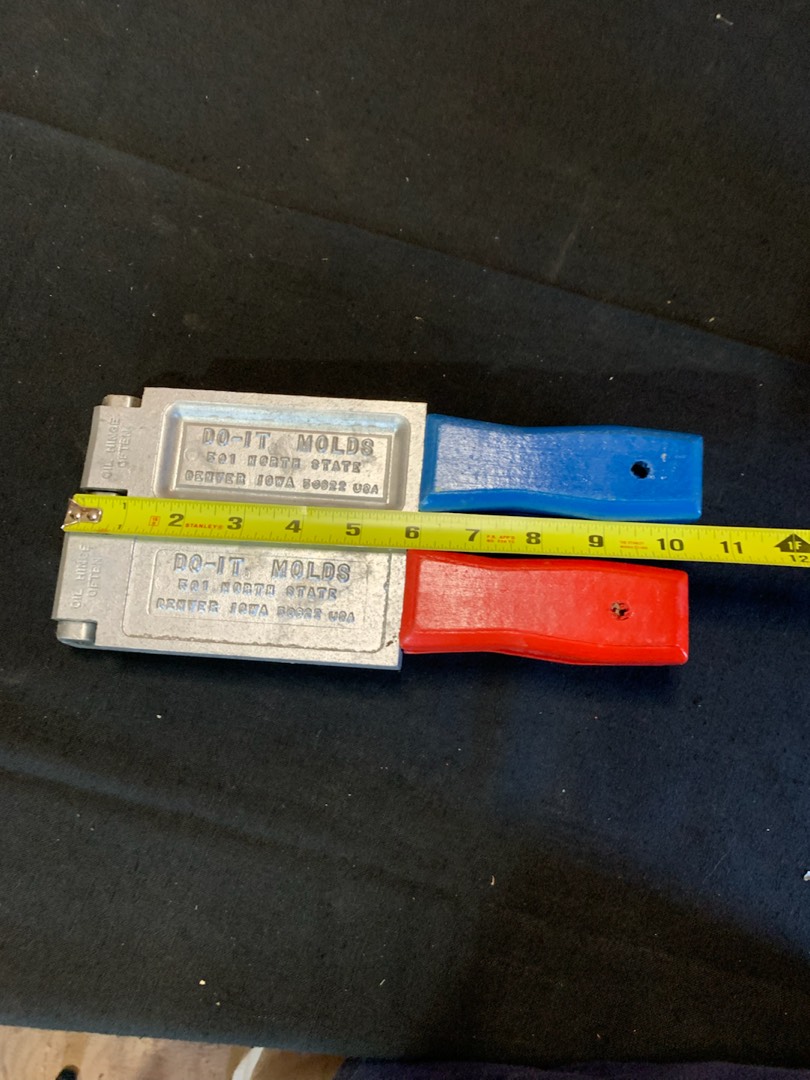 DO-IT MOLDS
501 NORTH STATE
DENVER IOWA 50622 USA
OIL HINGE
OFTEN
1 2 STANLEY® 3 4 5 6 7 8 9 10 11 1F
12
DO-IT MOLDS
501 NORTH STATE
DENVER IOWA 50622 USA
OIL HINGE
OFTEN